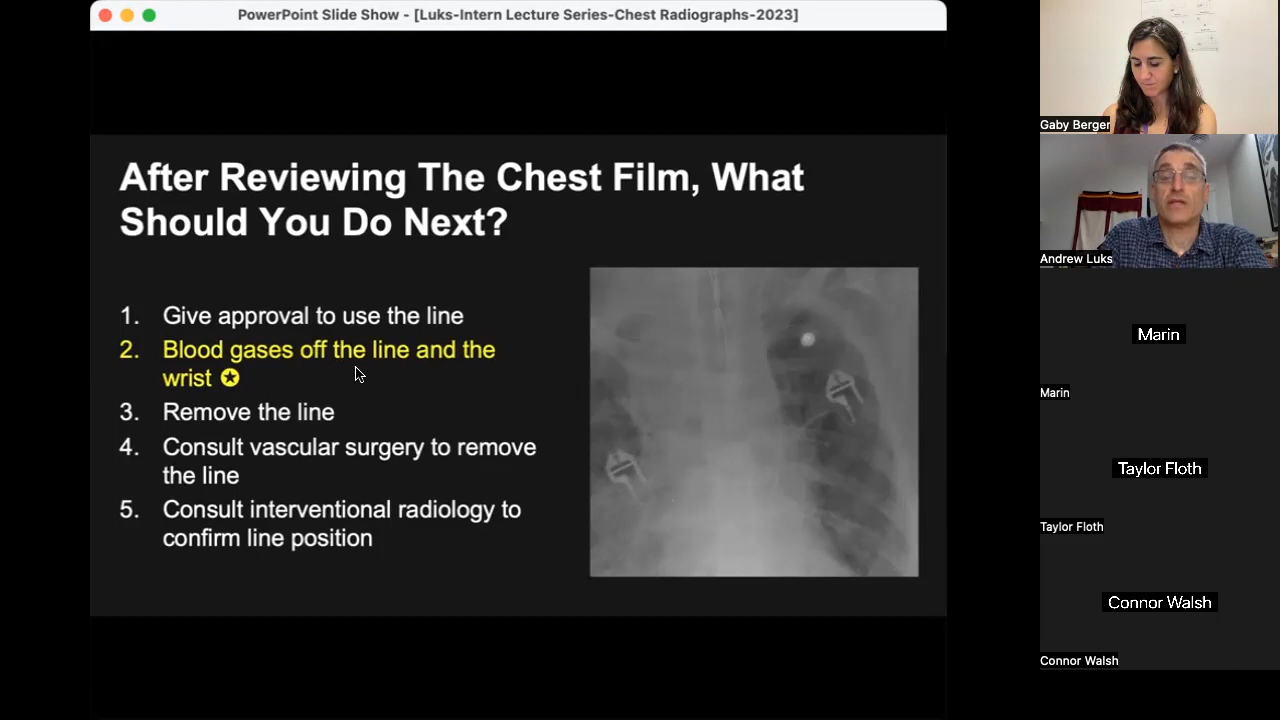 PowerPoint Slide Show - [Luks-Intern Lecture Series-Chest Radiographs-2023]
After Reviewing The Chest Film, What
Should You Do Next?
1. Give approval to use the line
2. Blood gases off the line and the
wrist
3. Remove the line
4. Consult vascular surgery to remove
the line
5. Consult interventional radiology to
confirm line position
Gaby Berger
Andrew Luks
Marin
Marin
Taylor Floth
Taylor Floth
Connor Walsh
Connor Walsh